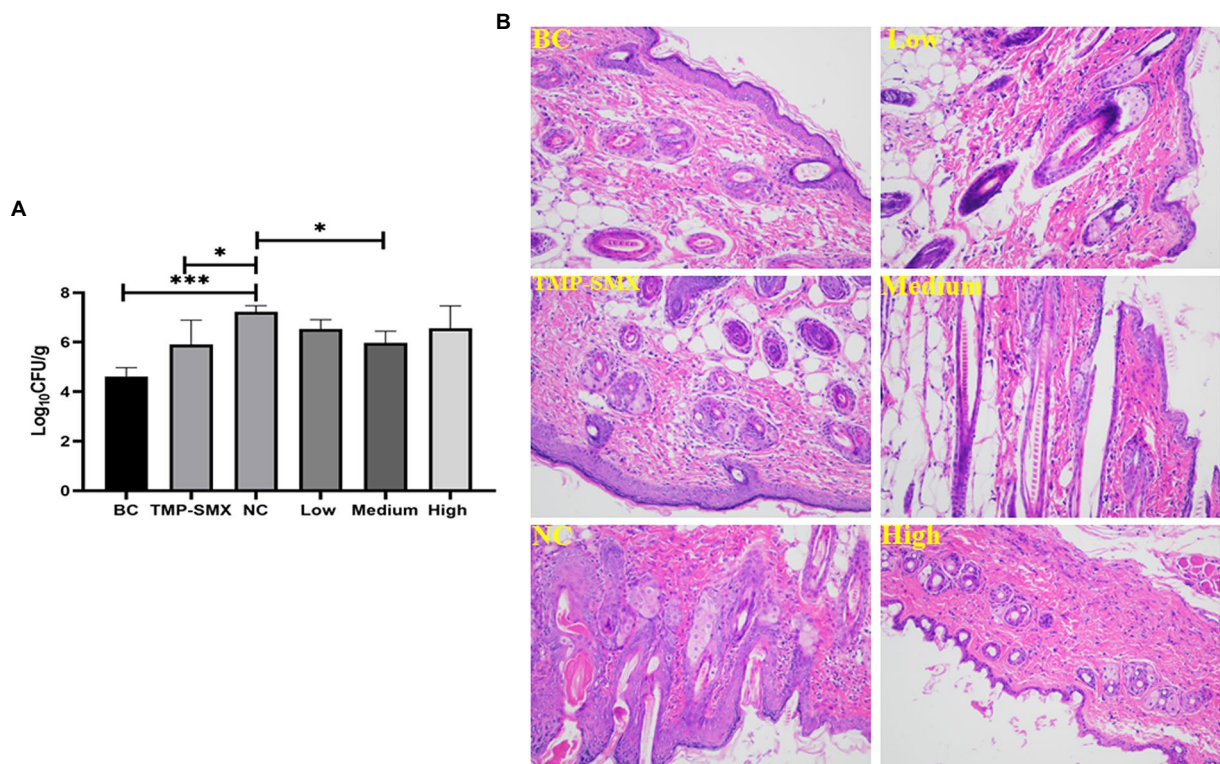 A
*
*
***
Log₁₀CFU/g
8
6
4
2
0
BC TMP-SMX NC Low Medium High
B
BC
Low
TMP-SMX
Medium
NC
High